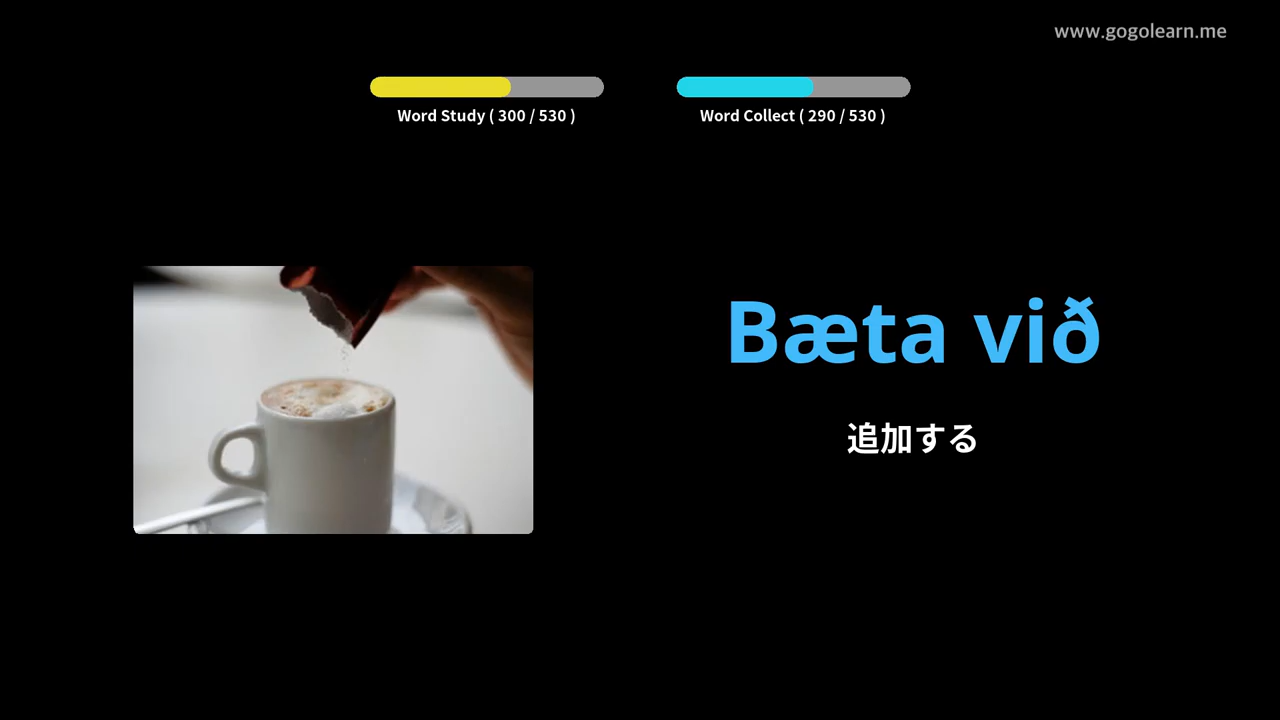 www.gogolearn.me
Word Study ( 300 / 530 )
Word Collect ( 290 / 530 )
Bæta við
追加する